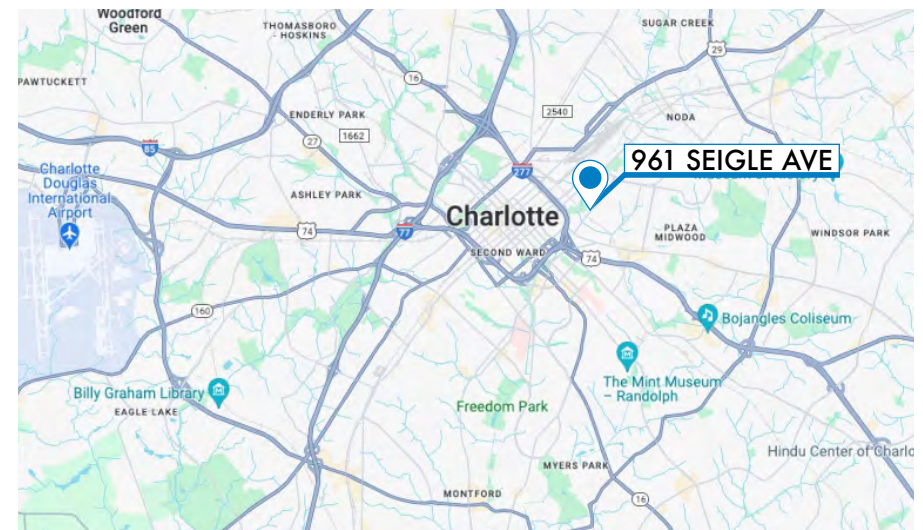 Woodford
Green
THOMASBORO
- HOSKINS
SUGAR CREEK
29
16
PAWTUCKETT
ENDERLY PARK
2540
NODA
1662
27
85
277
961 SEIGLE AVE
Charlotte
Douglas
International
Airport
ASHLEY PARK
Charlotte
74
77
PLAZA
MIDWOOD
WINDSOR PARK
SECOND WARD
74
160
Bojangles Coliseum
The Mint Museum
– Randolph
Billy Graham Library
EAGLE LAKE
Freedom Park
Hindu Center of Charlo
MYERS PARK
MONTFORD
16